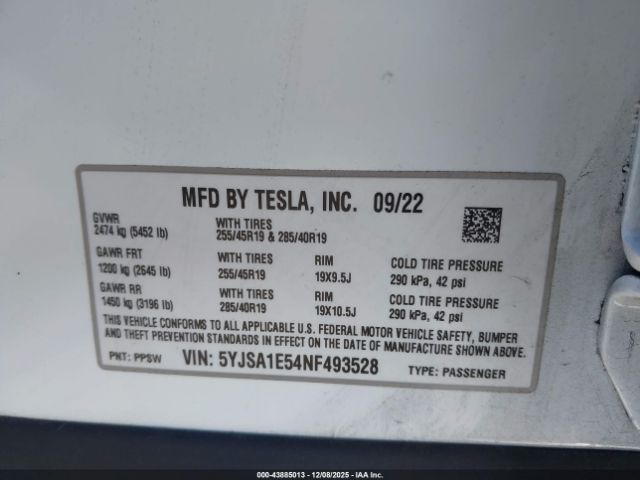 MFD BY TESLA, INC. 09/22
GVWR
2474 kg (5452 lb)
WITH TIRES
255/45R19 & 285/40R19
GAWR FRT
1200 kg (2645 lb)
WITH TIRES
255/45R19
RIM
19X9.5J
COLD TIRE PRESSURE
290 kPa, 42 psi
GAWR RR
1450 kg (3196 lb)
WITH TIRES
285/40R19
RIM
19X10.5J
COLD TIRE PRESSURE
290 kPa, 42 psi
THIS VEHICLE CONFORMS TO ALL APPLICABLE U.S. FEDERAL MOTOR VEHICLE SAFETY, BUMPER
AND THEFT PREVENTION STANDARDS IN EFFECT ON THE DATE OF MANUFACTURE SHOWN ABOVE.
PNT: PPSW VIN: 5YJSA1E54NF493528 TYPE: PASSENGER
000-43885013 - 12/08/2025 - IAAI.com